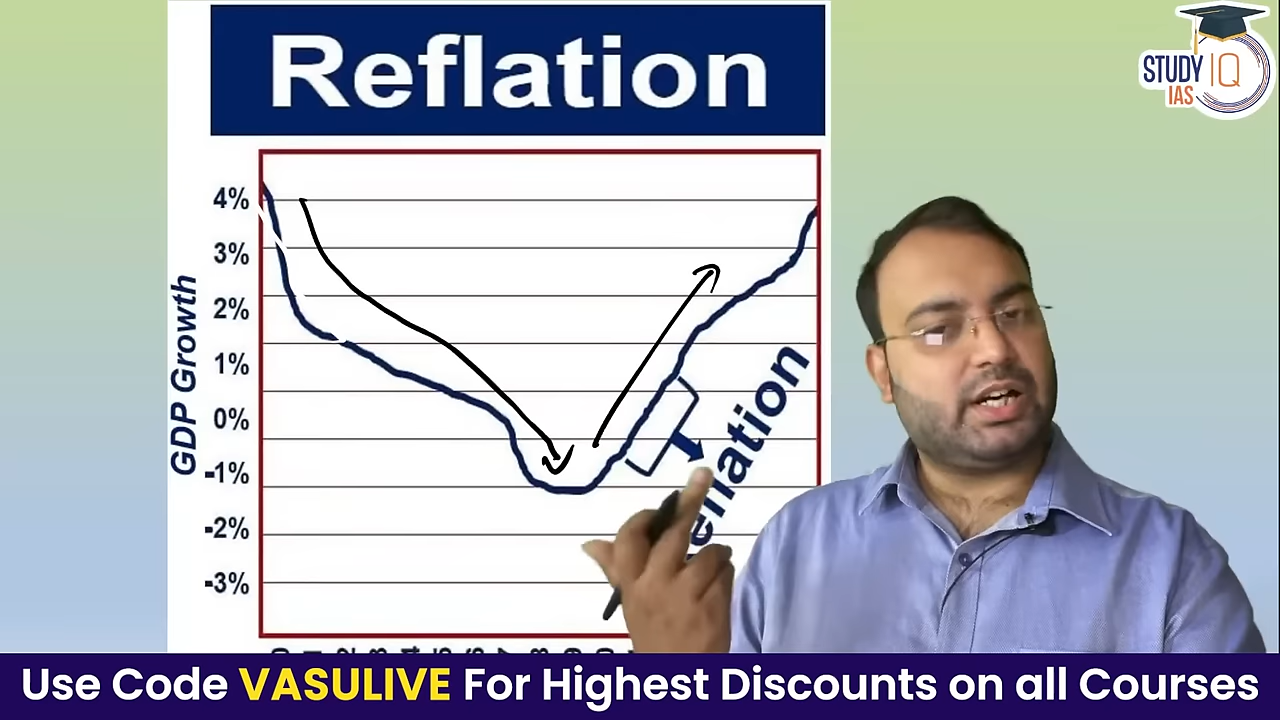 Reflation
STUDY IQ
IAS
4%
3%
2%
1%
0%
-1%
-2%
-3%
GDP Growth
Use Code VASULIVE For Highest Discounts on all Courses